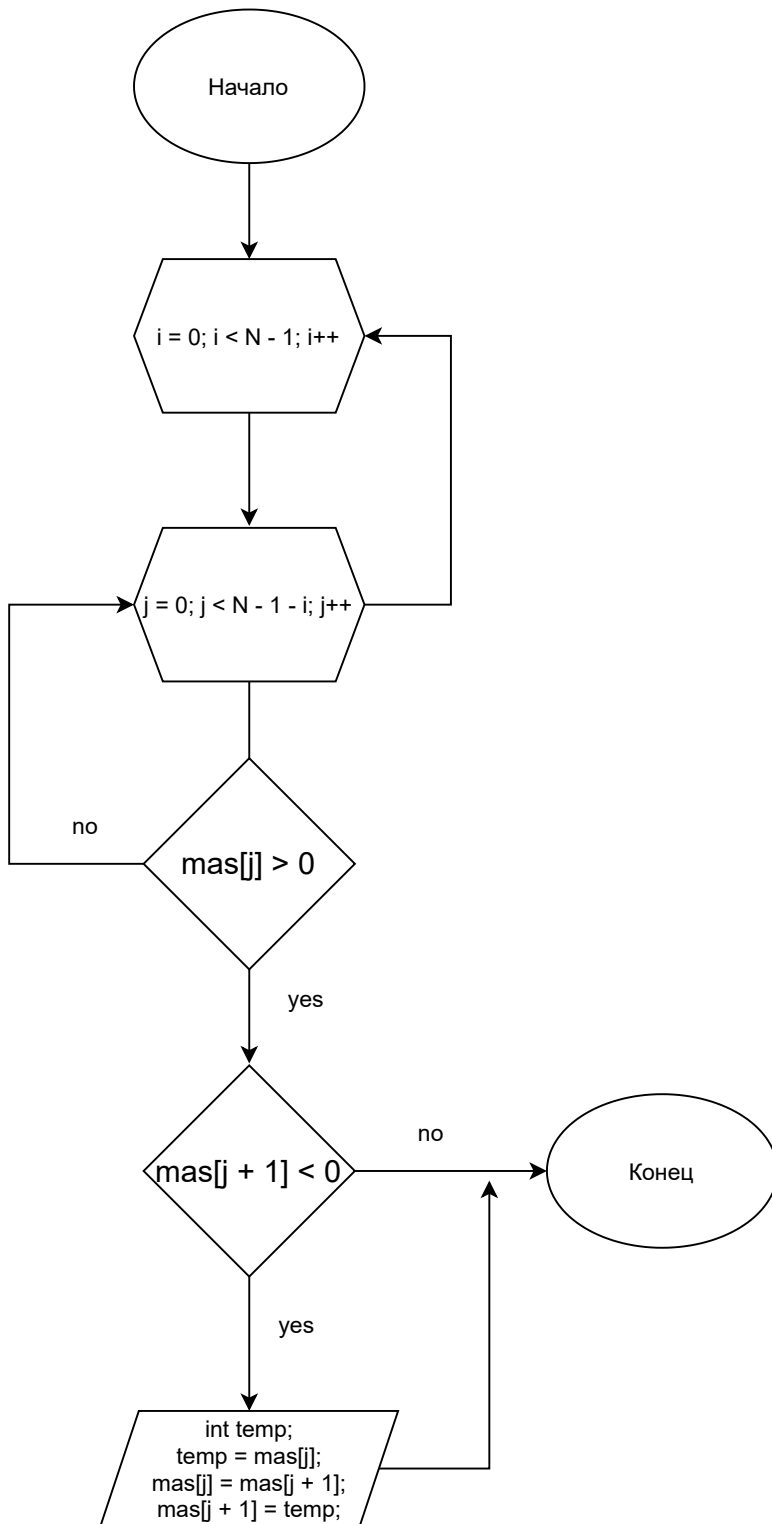 Начало
i = 0; i < N - 1; i++
j = 0; j < N - 1 - i; j++
no
mas[j] > 0
yes
no
mas[j + 1] < 0
Конец
yes
int temp;
temp = mas[j];
mas[j] = mas[j + 1];
mas[j + 1] = temp;